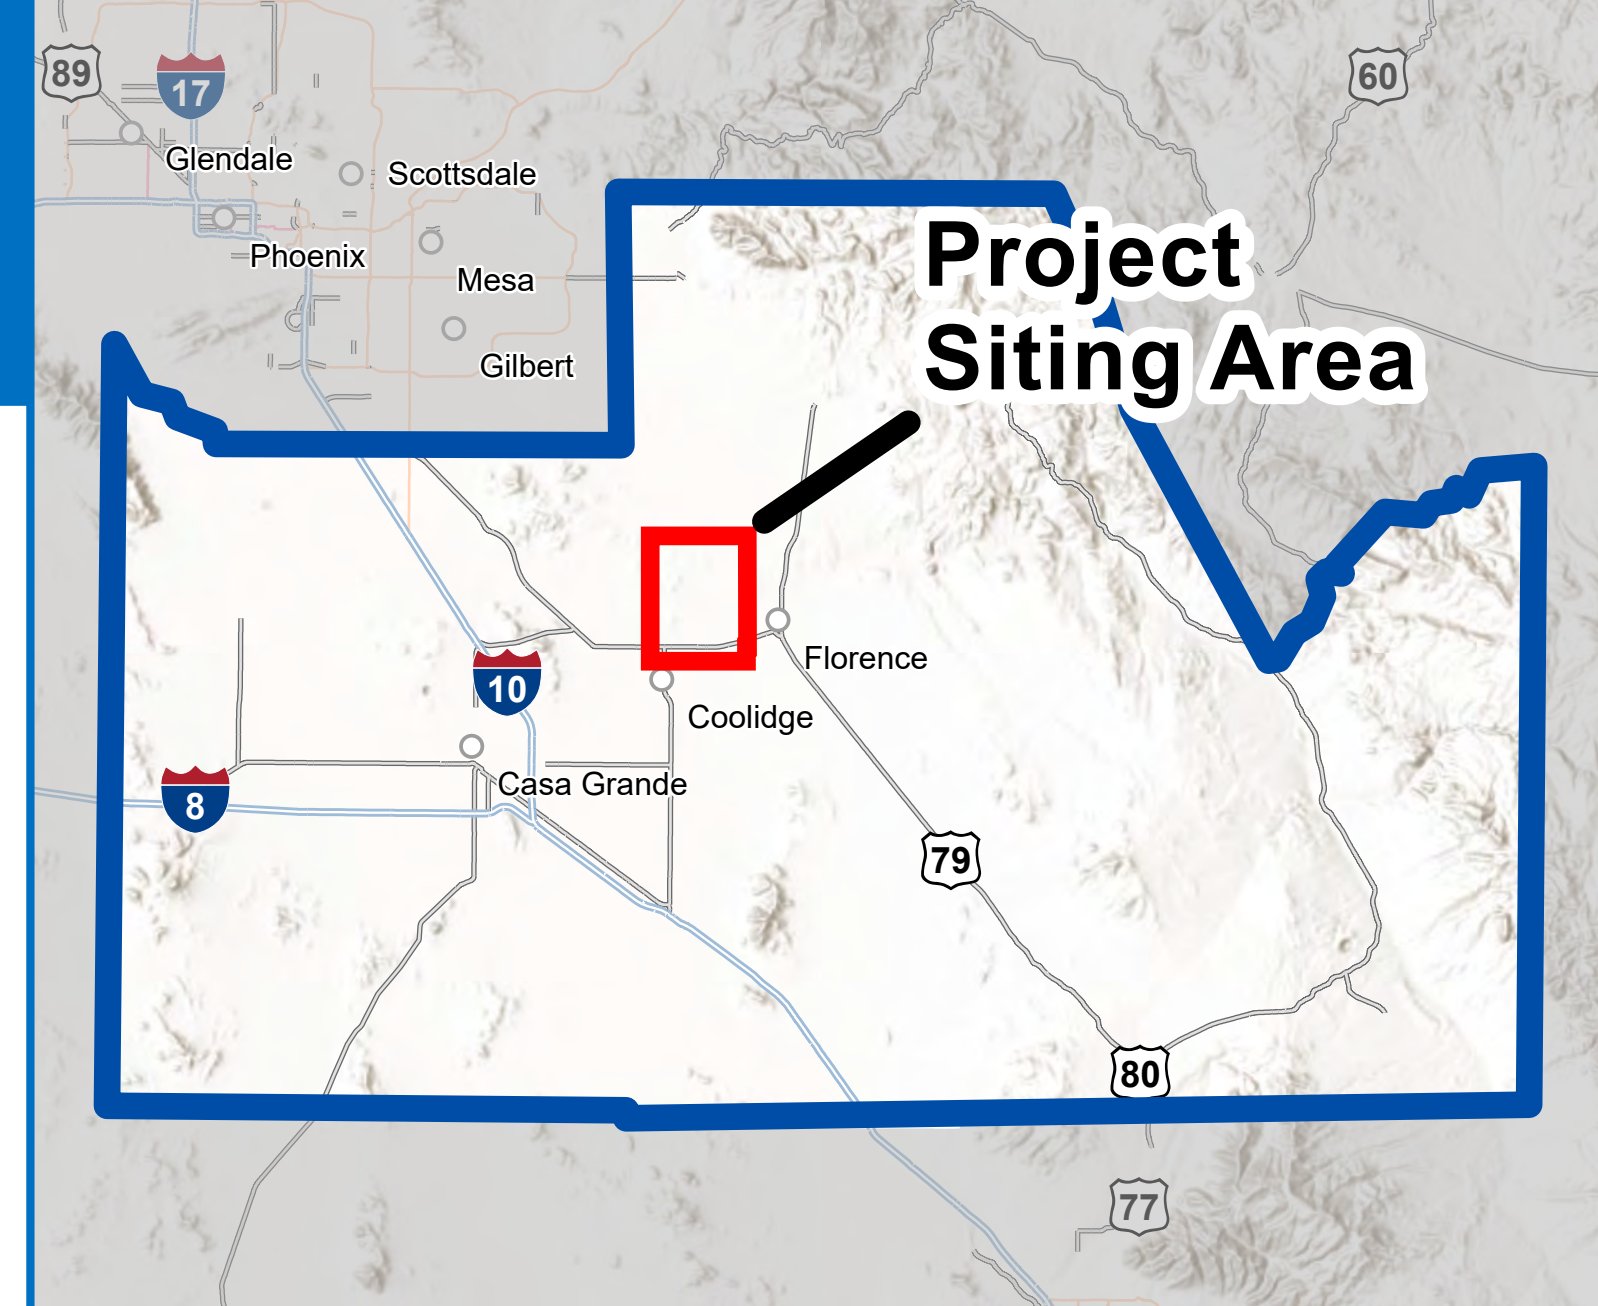 89
17
60
Glendale
Scottsdale
Phoenix
Mesa
Gilbert
Project
Siting Area
Florence
10
Coolidge
Casa Grande
8
79
80
77